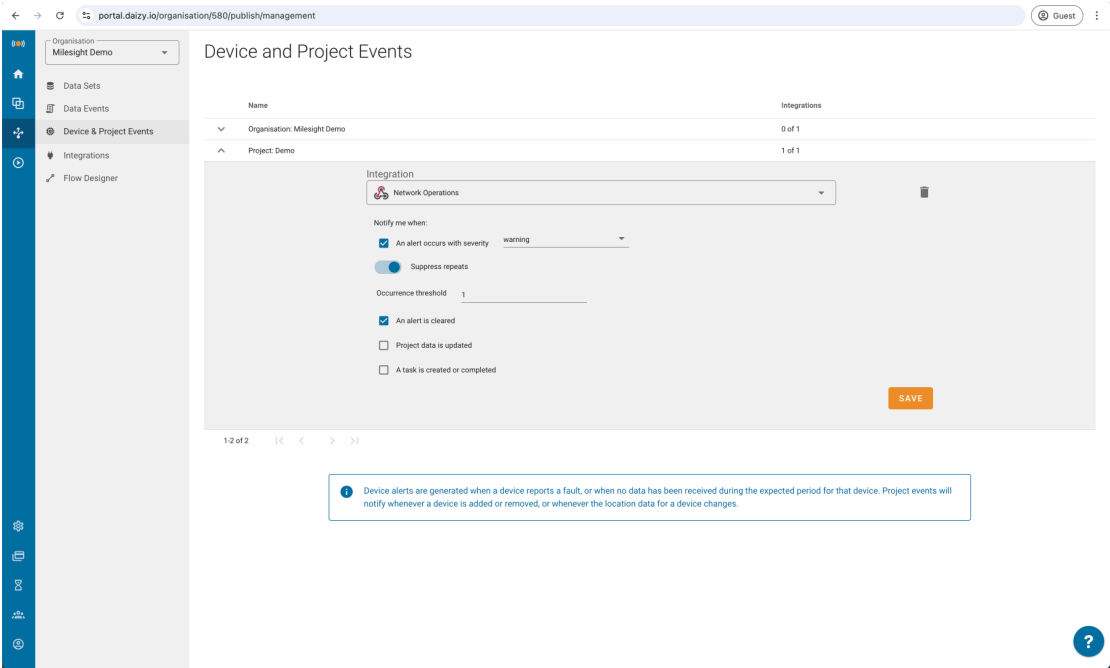 portal.daizy.io/organisation/580/publish/management
Guest
Organisation
Milesight Demo
Device and Project Events
Data Sets
Data Events
Device & Project Events
Integrations
Flow Designer
Name Integrations
Organisation: Milesight Demo 0 of 1
Project: Demo 1 of 1
Integration
Network Operations
Notify me when:
An alert occurs with severity warning
Suppress repeats
Occurrence threshold 1
An alert is cleared
Project data is updated
A task is created or completed
SAVE
1-2 of 2
Device alerts are generated when a device reports a fault, or when no data has been received during the expected period for that device. Project events will
notify whenever a device is added or removed, or whenever the location data for a device changes.
?